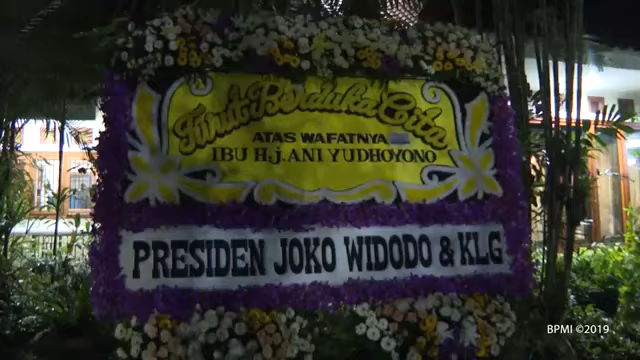 Turut Berduka Cita
ATAS WAFATNYA
IBU Hj. ANI YUDHOYONO
PRESIDEN JOKO WIDODO & KLG
BPMI ©2019